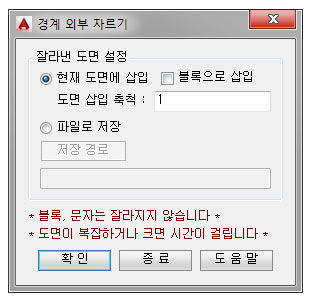 경계 외부 자르기
잘라낸 도면 설정
현재 도면에 삽입 블록으로 삽입
도면 삽입 축척 : 1
파일로 저장
저장 경로
* 블록, 문자는 잘라지지 않습니다 *
* 도면이 복잡하거나 크면 시간이 걸립니다 *
확 인 종 료 도 움 말